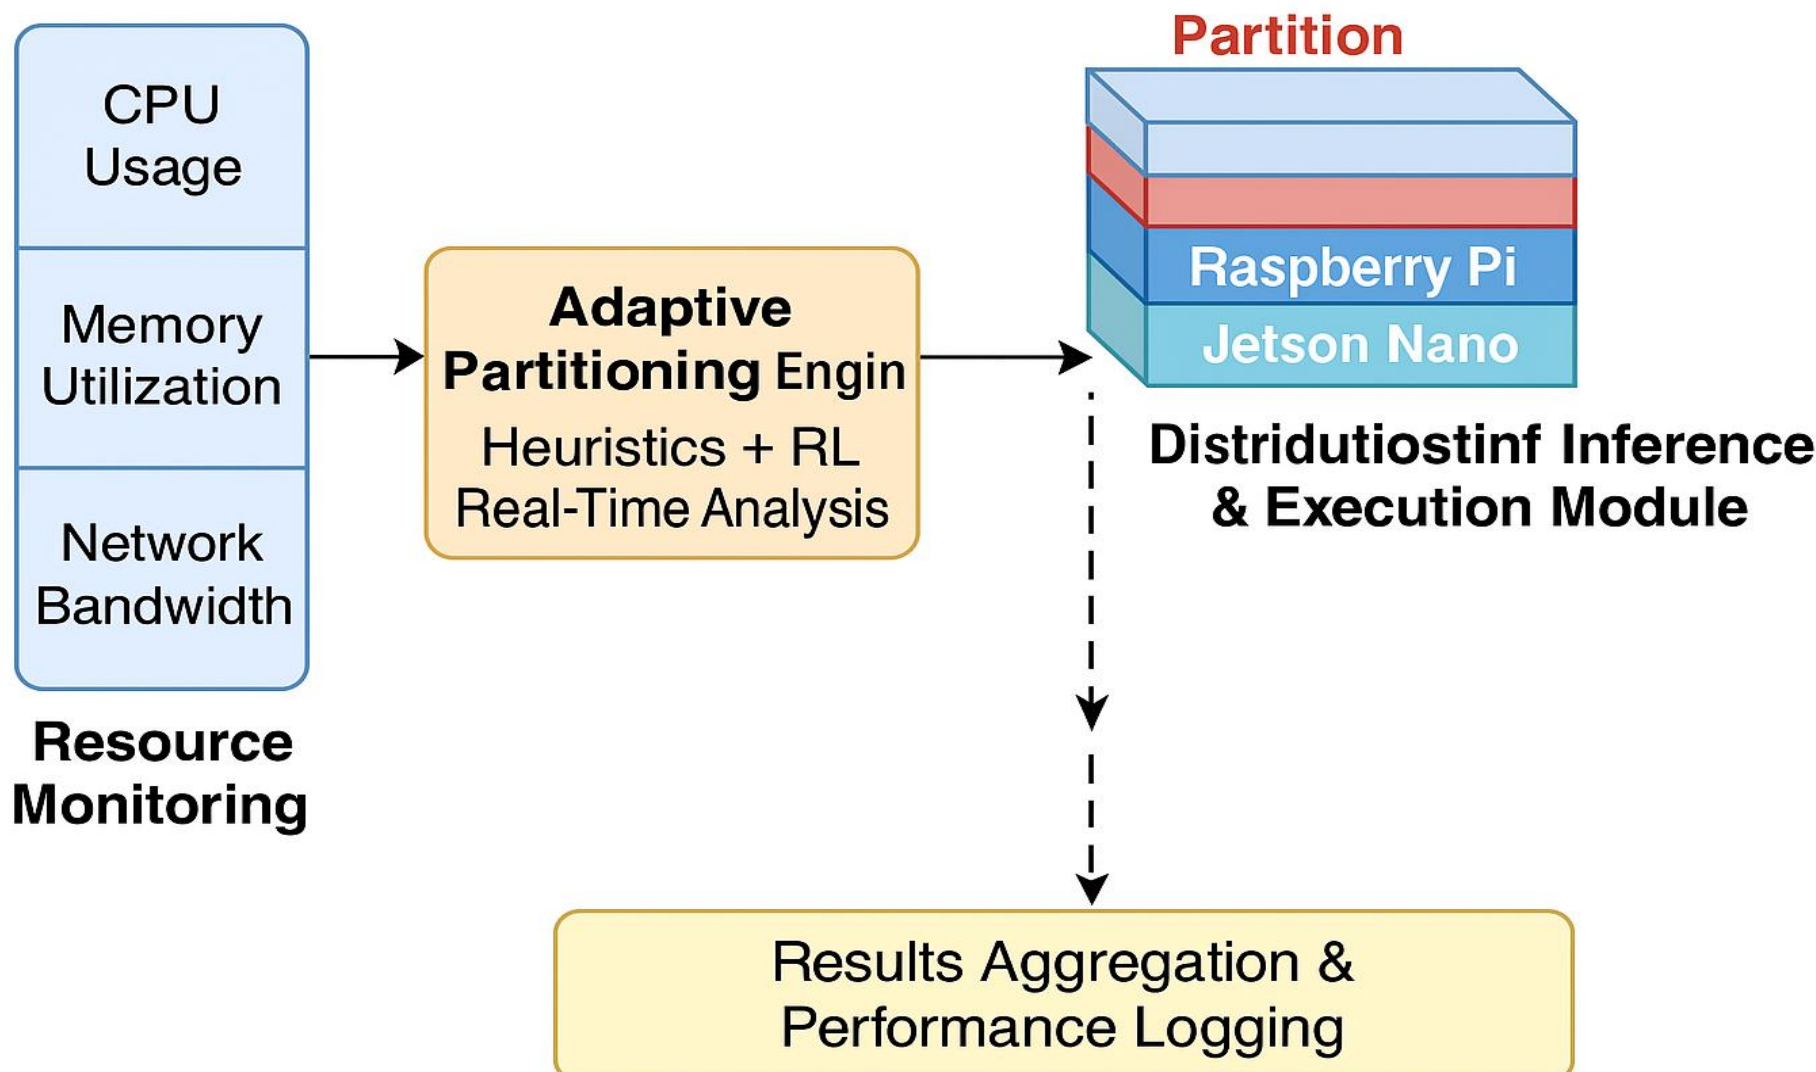 CPU
Usage
Memory
Utilization
Network
Bandwidth
Resource
Monitoring
Adaptive
Partitioning Engin
Heuristics + RL
Real-Time Analysis
Partition
Raspberry Pi
Jetson Nano
Distridutiostinf Inference
& Execution Module
Results Aggregation &
Performance Logging